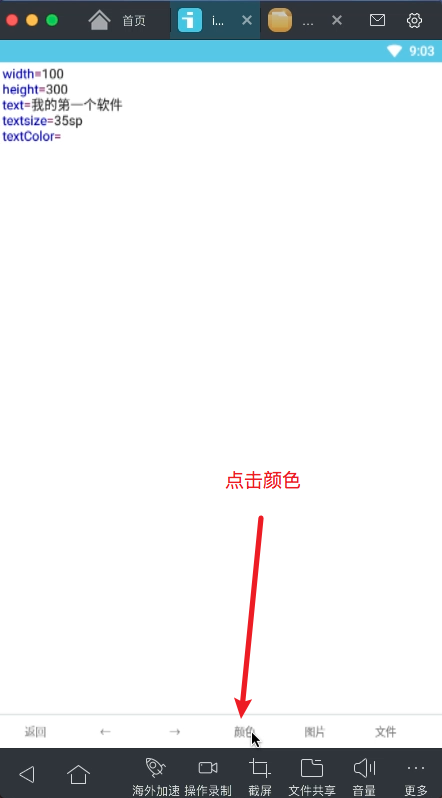 首页
i...
...
9:03
width=100
height=300
text=我的第一个软件
textsize=35sp
textColor=
点击颜色
返回 ← → 颜色 图片 文件
海外加速 操作录制 截屏 文件共享 音量 更多